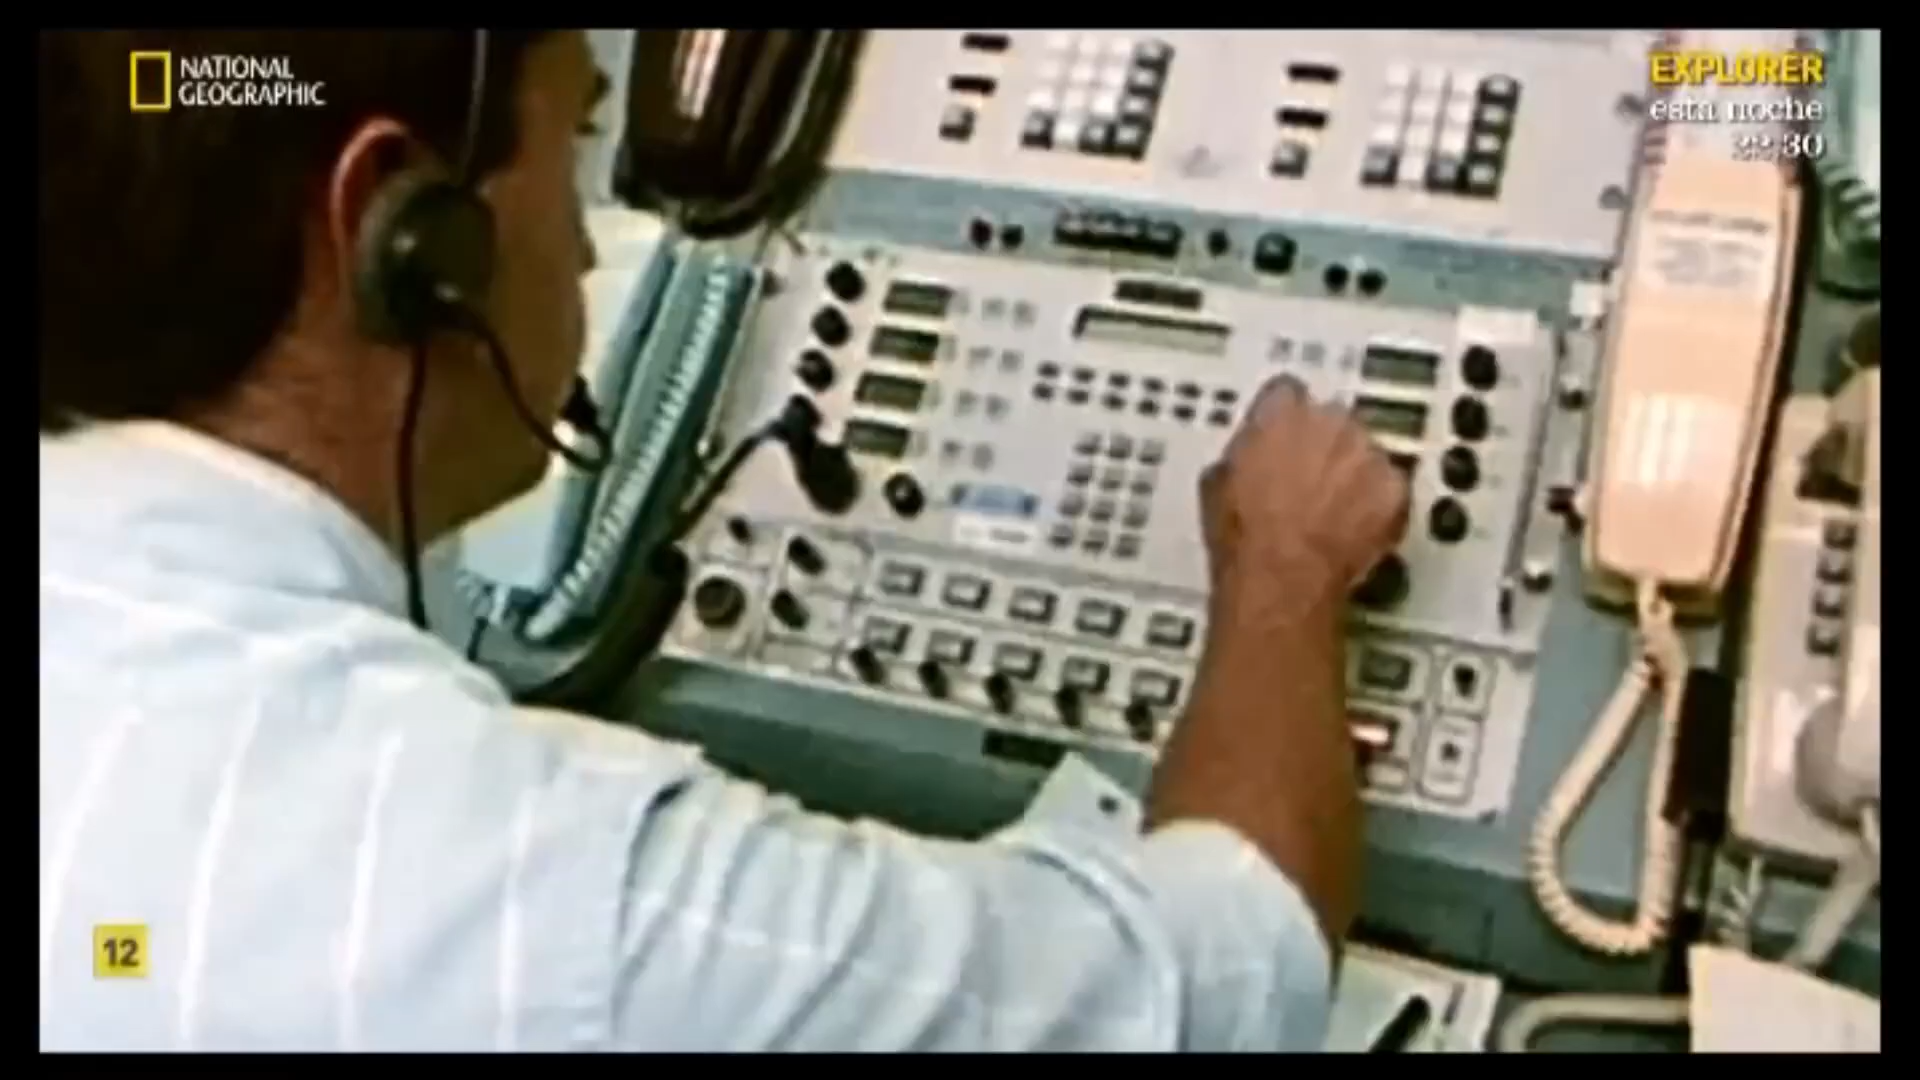 NATIONAL
GEOGRAPHIC
EXPLORER
esta noche
22:30
12